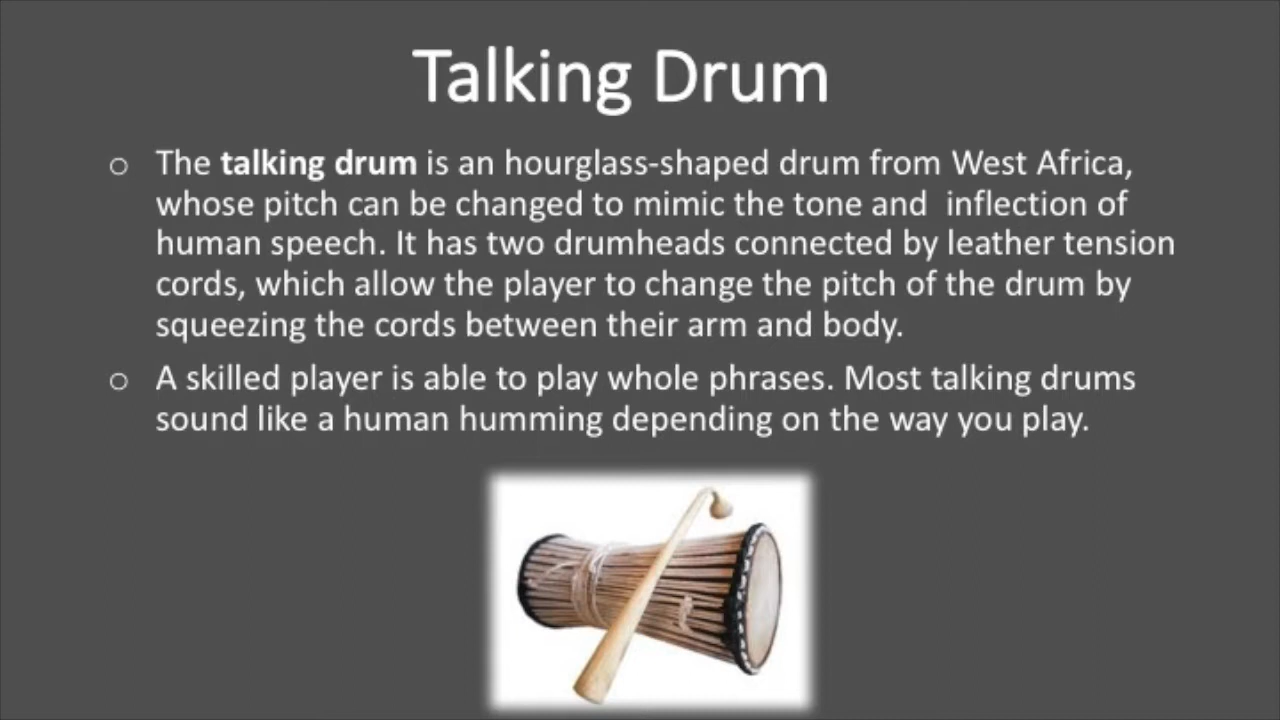 Talking Drum
o The talking drum is an hourglass-shaped drum from West Africa,
whose pitch can be changed to mimic the tone and  inflection of
human speech. It has two drumheads connected by leather tension
cords, which allow the player to change the pitch of the drum by
squeezing the cords between their arm and body.
o A skilled player is able to play whole phrases. Most talking drums
sound like a human humming depending on the way you play.